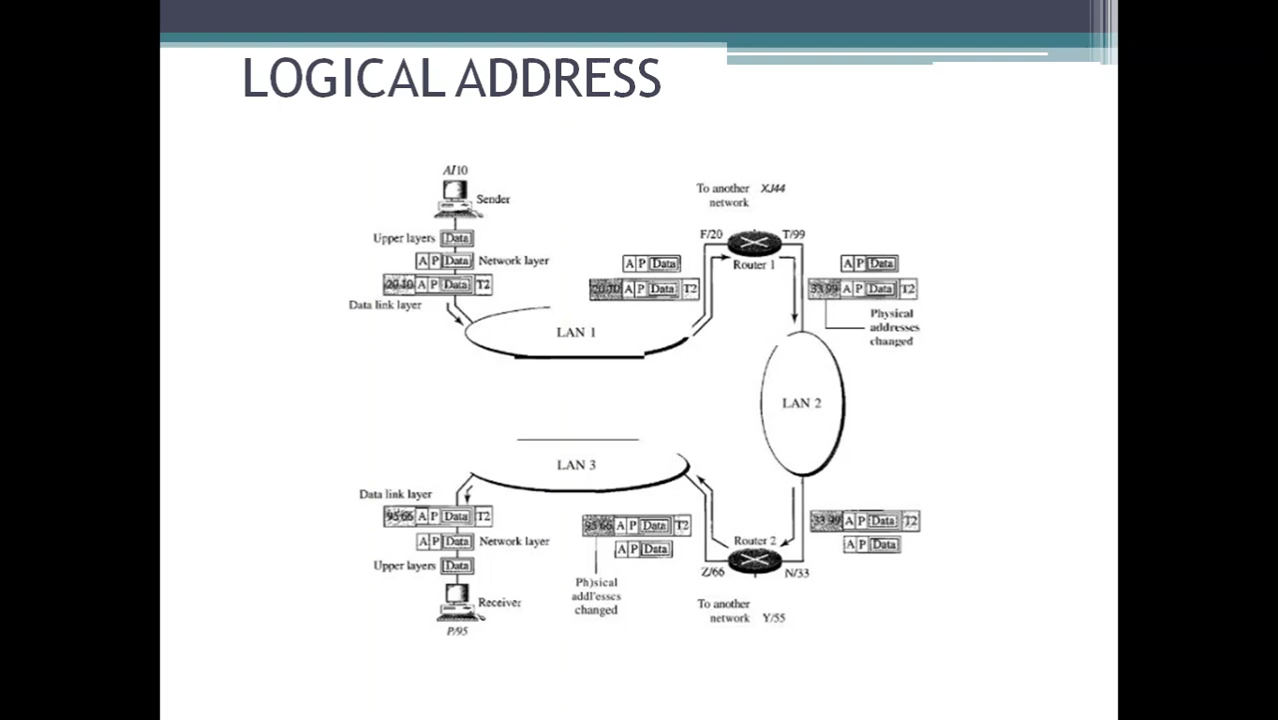 LOGICAL ADDRESS
AI10
Sender
Upper layers Data
A P Data Network layer
20 10 A P Data T2
Data link layer
LAN 1
A P Data
A P Data T2
To another XJ44
network
F/20 T/99
Router 1
A P Data
33 99 A P Data T2
Physical
addresses
changed
LAN 2
33 99 A P Data T2
A P Data
Router 2
Z/66 N/33
To another
network Y/55
LAN 3
95 66 A P Data T2
A P Data
Ph)sical
addl'esscs
changed
Data link layer
95 66 A P Data T2
A P Data Network layer
Upper layers Data
Receiver
P/95